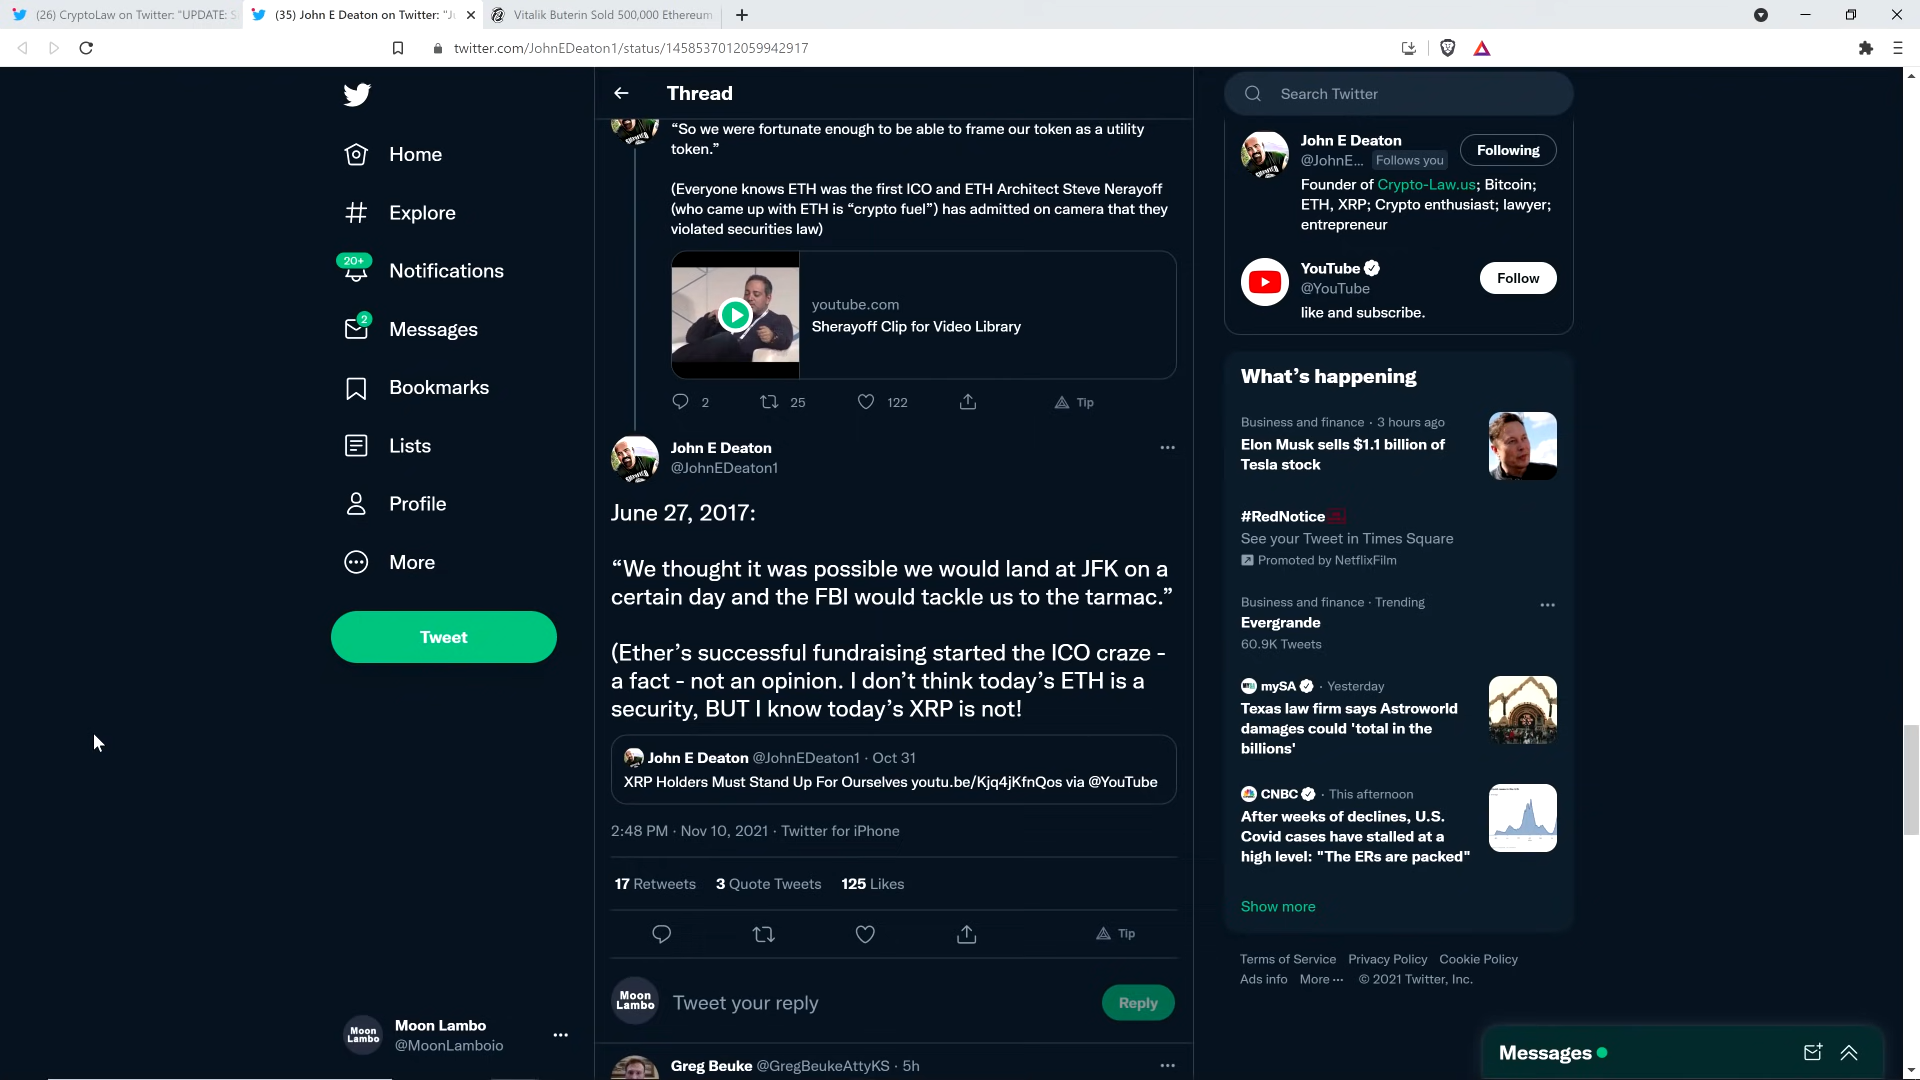 (26) CryptoLaw on Twitter: "UPDATE: S
(35) John E Deaton on Twitter: "Ju
Vitalik Buterin Sold 500,000 Ethereum
twitter.com/JohnEDeaton1/status/1458537012059942917
Home
Explore
20+
Notifications
2
Messages
Bookmarks
Lists
Profile
More
Tweet
Moon Lambo
Moon Lambo
@MoonLamboio
Thread
“So we were fortunate enough to be able to frame our token as a utility
token.”
(Everyone knows ETH was the first ICO and ETH Architect Steve Nerayoff
(who came up with ETH is “crypto fuel”) has admitted on camera that they
violated securities law)
youtube.com
Sherayoff Clip for Video Library
2 25 122 Tip
John E Deaton
@JohnEDeaton1
June 27, 2017:
“We thought it was possible we would land at JFK on a
certain day and the FBI would tackle us to the tarmac.”
(Ether’s successful fundraising started the ICO craze -
a fact - not an opinion. I don’t think today’s ETH is a
security, BUT I know today’s XRP is not!
John E Deaton @JohnEDeaton1 · Oct 31
XRP Holders Must Stand Up For Ourselves youtu.be/Kjq4jKfnQos via @YouTube
2:48 PM · Nov 10, 2021 · Twitter for iPhone
17 Retweets 3 Quote Tweets 125 Likes
Tip
Moon Lambo
Tweet your reply
Reply
Greg Beuke @GregBeukeAttyKS · 5h
Search Twitter
John E Deaton
@JohnE... Follows you
Following
Founder of Crypto-Law.us; Bitcoin;
ETH, XRP; Crypto enthusiast; lawyer;
entrepreneur
YouTube
@YouTube
Follow
like and subscribe.
What’s happening
Business and finance · 3 hours ago
Elon Musk sells $1.1 billion of
Tesla stock
#RedNotice
See your Tweet in Times Square
Promoted by NetflixFilm
Business and finance · Trending
Evergrande
60.9K Tweets
mySA · Yesterday
Texas law firm says Astroworld
damages could 'total in the
billions'
CNBC · This afternoon
After weeks of declines, U.S.
Covid cases have stalled at a
high level: "The ERs are packed"
Show more
Terms of Service Privacy Policy Cookie Policy
Ads info More ··· © 2021 Twitter, Inc.
Messages